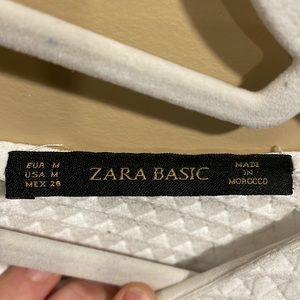 EUR M
USA M
MEX 28
ZARA BASIC
MADE
IN
MOROCCO